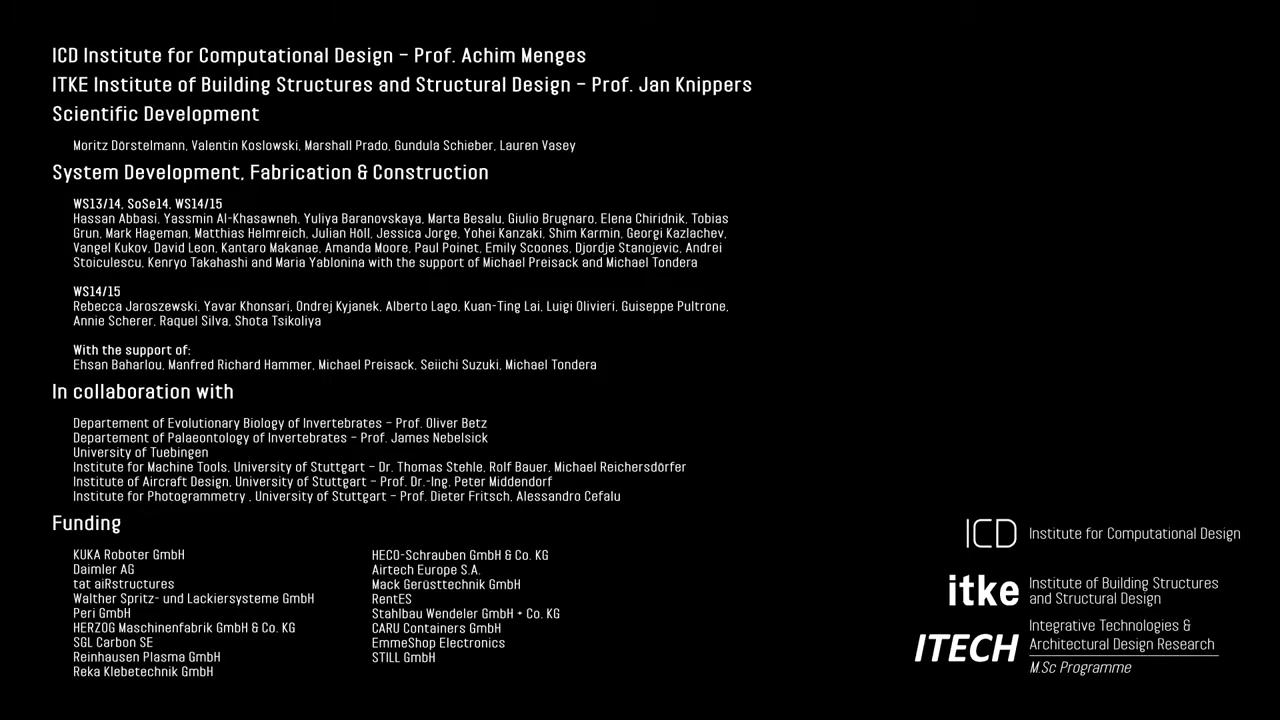 ICD Institute for Computational Design – Prof. Achim Menges
ITKE Institute of Building Structures and Structural Design – Prof. Jan Knippers
Scientific Development
Moritz Dörstelmann, Valentin Koslowski, Marshall Prado, Gundula Schieber, Lauren Vasey
System Development, Fabrication & Construction
WS13/14, SoSe14, WS14/15
Hassan Abbasi, Yassmin Al-Khasawneh, Yuliya Baranovskaya, Marta Besalu, Giulio Brugnaro, Elena Chiridnik, Tobias
Grun, Mark Hageman, Matthias Helmreich, Julian Höll, Jessica Jorge, Yohei Kanzaki, Shim Karmin, Georgi Kazlachev,
Vangel Kukov, David Leon, Kantaro Makanae, Amanda Moore, Paul Poinet, Emily Scoones, Djordje Stanojevic, Andrei
Stoiculescu, Kenryo Takahashi and Maria Yablonina with the support of Michael Preisack and Michael Tondera
WS14/15
Rebecca Jaroszewski, Yavar Khonsari, Ondrej Kyjanek, Alberto Lago, Kuan-Ting Lai, Luigi Olivieri, Guiseppe Pultrone,
Annie Scherer, Raquel Silva, Shota Tsikoliya
With the support of:
Ehsan Baharlou, Manfred Richard Hammer, Michael Preisack, Seiichi Suzuki, Michael Tondera
In collaboration with
Departement of Evolutionary Biology of Invertebrates – Prof. Oliver Betz
Departement of Palaeontology of Invertebrates – Prof. James Nebelsick
University of Tuebingen
Institute for Machine Tools, University of Stuttgart – Dr. Thomas Stehle, Rolf Bauer, Michael Reichersdörfer
Institute of Aircraft Design, University of Stuttgart – Prof. Dr.-Ing. Peter Middendorf
Institute for Photogrammetry , University of Stuttgart – Prof. Dieter Fritsch, Alessandro Cefalu
Funding
KUKA Roboter GmbH
Daimler AG
tat aiRstructures
Walther Spritz- und Lackiersysteme GmbH
Peri GmbH
HERZOG Maschinenfabrik GmbH & Co. KG
SGL Carbon SE
Reinhausen Plasma GmbH
Reka Klebetechnik GmbH
HECO-Schrauben GmbH & Co. KG
Airtech Europe S.A.
Mack Gerüsttechnik GmbH
RentES
Stahlbau Wendeler GmbH + Co. KG
CARU Containers GmbH
EmmeShop Electronics
STILL GmbH
ICD Institute for Computational Design
itke Institute of Building Structures
and Structural Design
ITECH Integrative Technologies &
Architectural Design Research
M.Sc Programme